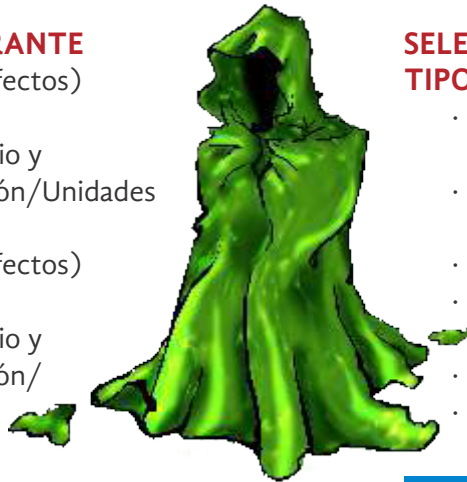 RANTE
fectos)
io y
ón/Unidades
fectos)
io y
ón/
SELE
TIPO